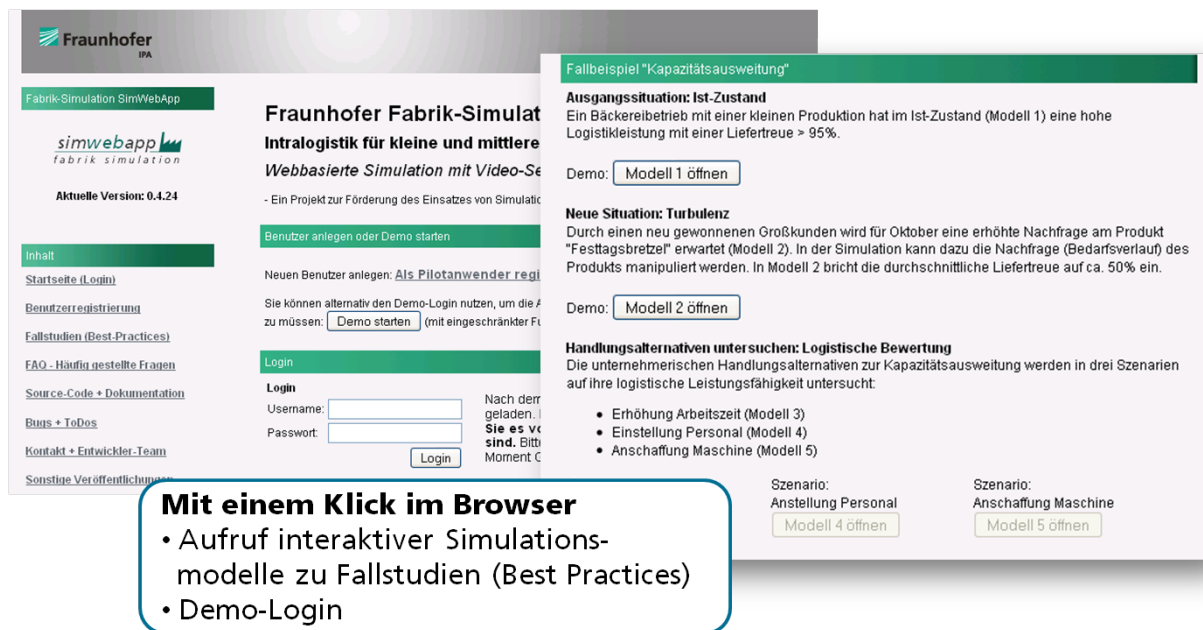 Fraunhofer
IPA
Fabrik-Simulation SimWebApp
simwebapp
fabrik simulation
Aktuelle Version: 0.4.24
Inhalt
Startseite (Login)
Benutzerregistrierung
Fallstudien (Best-Practices)
FAQ - Häufig gestellte Fragen
Source-Code + Dokumentation
Bugs + ToDos
Kontakt + Entwickler-Team
Sonstige Veröffentlichungen
Fraunhofer Fabrik-Simulat
Intralogistik für kleine und mittlere
Webbasierte Simulation mit Video-Se
- Ein Projekt zur Förderung des Einsatzes von Simulatio
Benutzer anlegen oder Demo starten
Neuen Benutzer anlegen: Als Pilotanwender regi
Sie können alternativ den Demo-Login nutzen, um die A
zu müssen: Demo starten (mit eingeschränkter Fu
Login
Login
Username:
Passwort:
Login
Nach dem
geladen.
Sie es vo
sind. Bitt
Moment
Fallbeispiel "Kapazitätsausweitung"
Ausgangssituation: Ist-Zustand
Ein Bäckereibetrieb mit einer kleinen Produktion hat im Ist-Zustand (Modell 1) eine hohe
Logistikleistung mit einer Liefertreue > 95%.
Demo: Modell 1 öffnen
Neue Situation: Turbulenz
Durch einen neu gewonnenen Großkunden wird für Oktober eine erhöhte Nachfrage am Produkt
"Festtagsbretzel" erwartet (Modell 2). In der Simulation kann dazu die Nachfrage (Bedarfsverlauf) des
Produkts manipuliert werden. In Modell 2 bricht die durchschnittliche Liefertreue auf ca. 50% ein.
Demo: Modell 2 öffnen
Handlungsalternativen untersuchen: Logistische Bewertung
Die unternehmerischen Handlungsalternativen zur Kapazitätsausweitung werden in drei Szenarien
auf ihre logistische Leistungsfähigkeit untersucht:
• Erhöhung Arbeitszeit (Modell 3)
• Einstellung Personal (Modell 4)
• Anschaffung Maschine (Modell 5)
Szenario:
Anstellung Personal
Modell 4 öffnen
Szenario:
Anschaffung Maschine
Modell 5 öffnen
Mit einem Klick im Browser
• Aufruf interaktiver Simulations-
modelle zu Fallstudien (Best Practices)
• Demo-Login